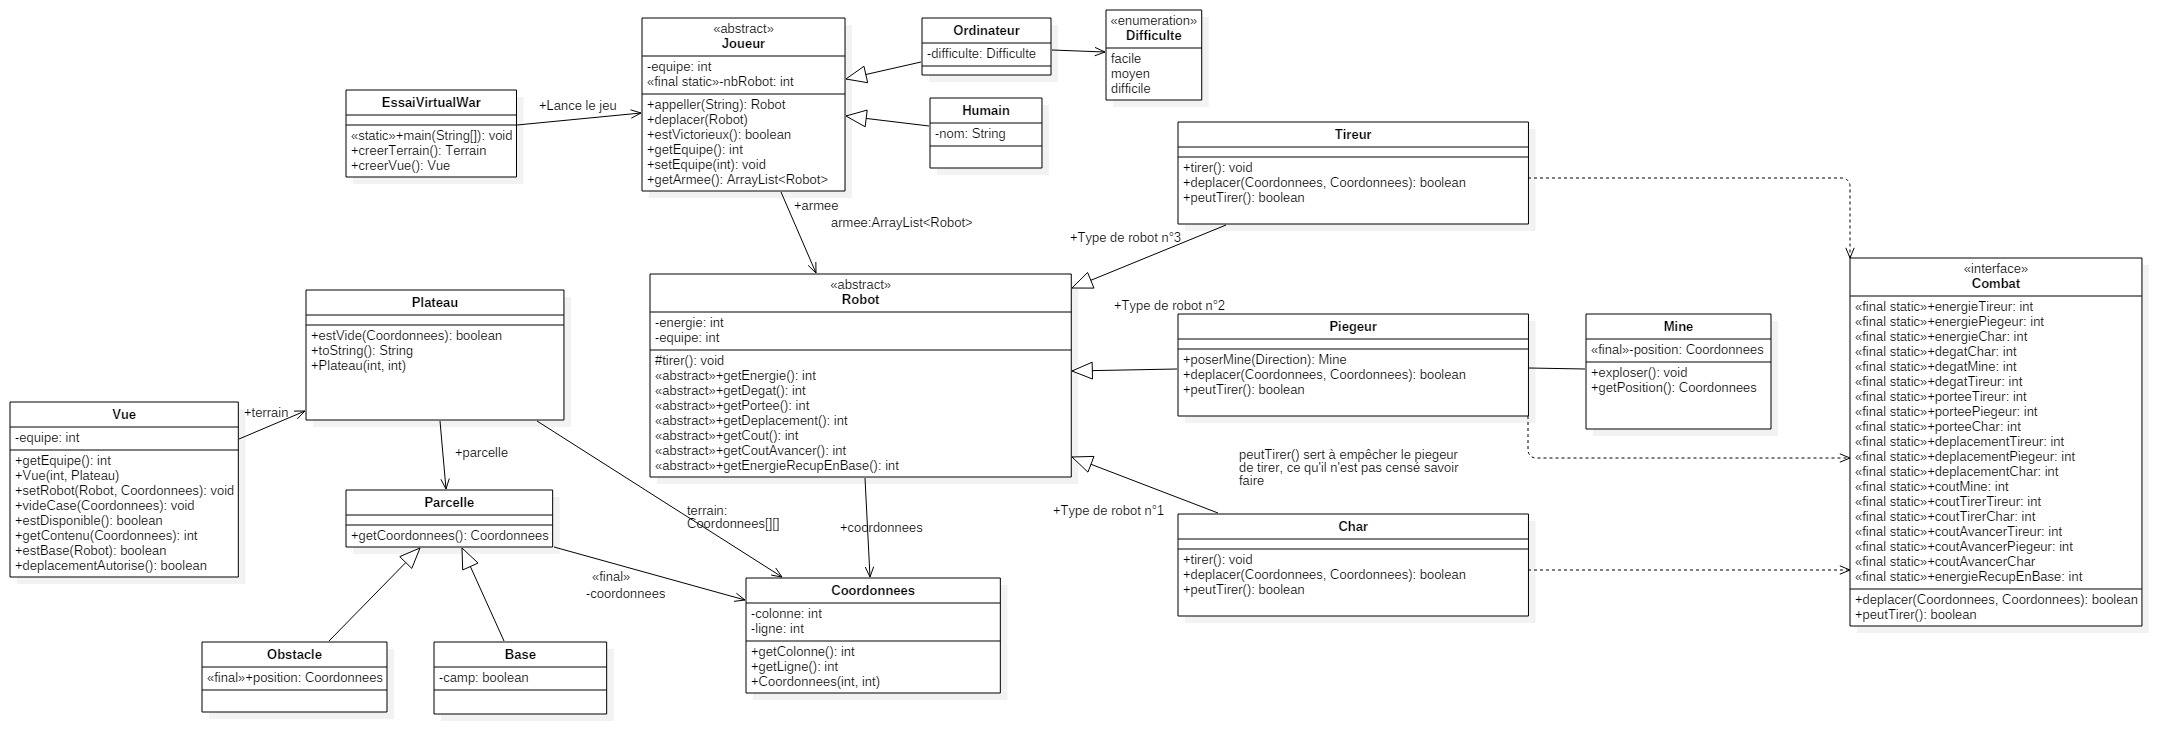 «abstract»
Joueur
-equipe: int
«final static»-nbRobot: int
+appeller(String): Robot
+deplacer(Robot)
+estVictorieux(): boolean
+getEquipe(): int
+setEquipe(int): void
+getArmee(): ArrayList<Robot>
Ordinateur
-difficulte: Difficulte
«enumeration»
Difficulte
facile
moyen
difficile
EssaiVirtualWar
«static»+main(String[]): void
+creerTerrain(): Terrain
+creerVue(): Vue
+Lance le jeu
Humain
-nom: String
Tireur
+tirer(): void
+deplacer(Coordonnees, Coordonnees): boolean
+peutTirer(): boolean
+armee
armee:ArrayList<Robot>
+Type de robot n°3
«abstract»
Robot
-energie: int
-equipe: int
#tirer(): void
«abstract»+getEnergie(): int
«abstract»+getDegat(): int
«abstract»+getPortee(): int
«abstract»+getDeplacement(): int
«abstract»+getCout(): int
«abstract»+getCoutAvancer(): int
«abstract»+getEnergieRecupEnBase(): int
+Type de robot n°2
Piegeur
+poserMine(Direction): Mine
+deplacer(Coordonnees, Coordonnees): boolean
+peutTirer(): boolean
Mine
«final»-position: Coordonnees
+exploser(): void
+getPosition(): Coordonnees
«interface»
Combat
«final static»+energieTireur: int
«final static»+energiePiegeur: int
«final static»+energieChar: int
«final static»+degatChar: int
«final static»+degatMine: int
«final static»+degatTireur: int
«final static»+porteeTireur: int
«final static»+porteePiegeur: int
«final static»+porteeChar: int
«final static»+deplacementTireur: int
«final static»+deplacementPiegeur: int
«final static»+deplacementChar: int
«final static»+coutMine: int
«final static»+coutTirerTireur: int
«final static»+coutTirerChar: int
«final static»+coutAvancerTireur: int
«final static»+coutAvancerPiegeur: int
«final static»+coutAvancerChar
«final static»+energieRecupEnBase: int
+deplacer(Coordonnees, Coordonnees): boolean
+peutTirer(): boolean
Plateau
+estVide(Coordonnees): boolean
+toString(): String
+Plateau(int, int)
Vue
-equipe: int
+getEquipe(): int
+Vue(int, Plateau)
+setRobot(Robot, Coordonnees): void
+videCase(Coordonnees): void
+estDisponible(): boolean
+getContenu(Coordonnees): int
+estBase(Robot): boolean
+deplacementAutorise(): boolean
+terrain
+parcelle
Parcelle
+getCoordonnees(): Coordonnees
terrain:
Coordonnees[][]
+coordonnees
peutTirer() sert à empêcher le piegeur
de tirer, ce qu'il n'est pas censé savoir
faire
+Type de robot n°1
Char
+tirer(): void
+deplacer(Coordonnees, Coordonnees): boolean
+peutTirer(): boolean
«final»
-coordonnees
Coordonnees
-colonne: int
-ligne: int
+getColonne(): int
+getLigne(): int
+Coordonnees(int, int)
Obstacle
«final»+position: Coordonnees
Base
-camp: boolean